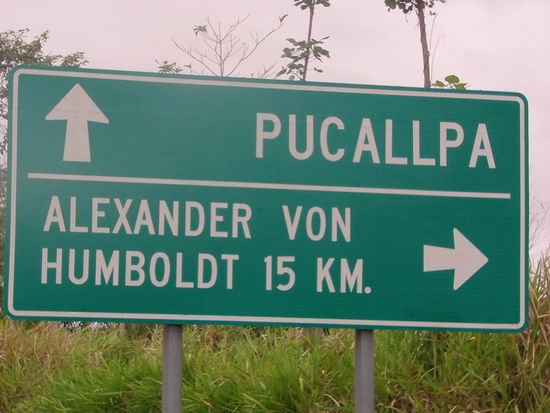 PUCALLPA
ALEXANDER VON
HUMBOLDT 15 KM.